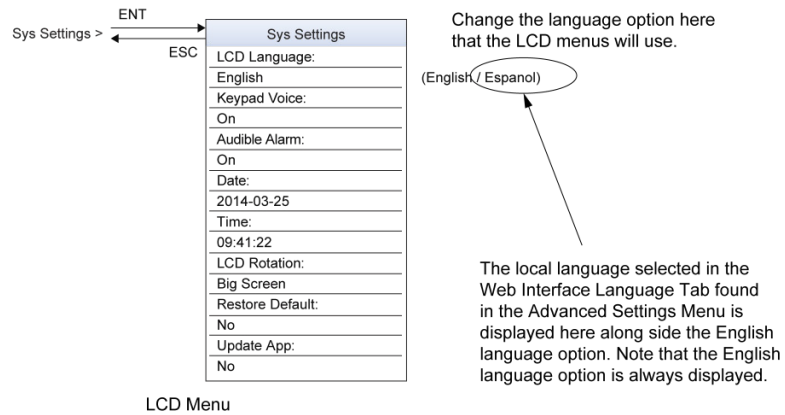 ENT
Sys Settings >
ESC
Sys Settings
LCD Language:
English
Keypad Voice:
On
Audible Alarm:
On
Date:
2014-03-25
Time:
09:41:22
LCD Rotation:
Big Screen
Restore Default:
No
Update App:
No
LCD Menu
Change the language option here
that the LCD menus will use.
(English / Espanol)
The local language selected in the
Web Interface Language Tab found
in the Advanced Settings Menu is
displayed here along side the English
language option. Note that the English
language option is always displayed.